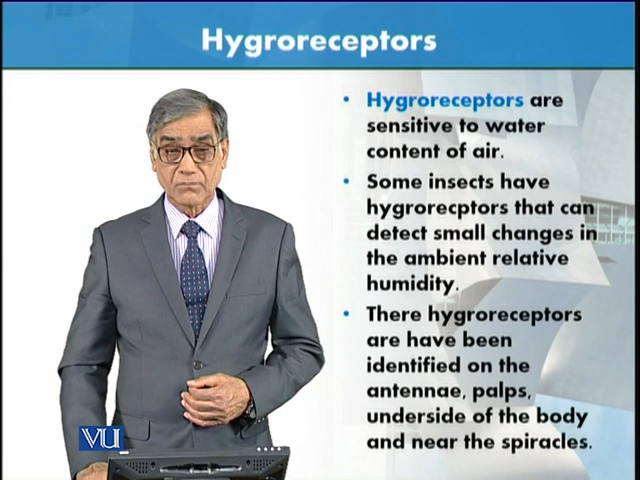 Hygroreceptors
• Hygroreceptors are
sensitive to water
content of air.
• Some insects have
hygrorecptors that can
detect small changes in
the ambient relative
humidity.
• There hygroreceptors
are have been
identified on the
antennae, palps,
underside of the body
and near the spiracles.
VU